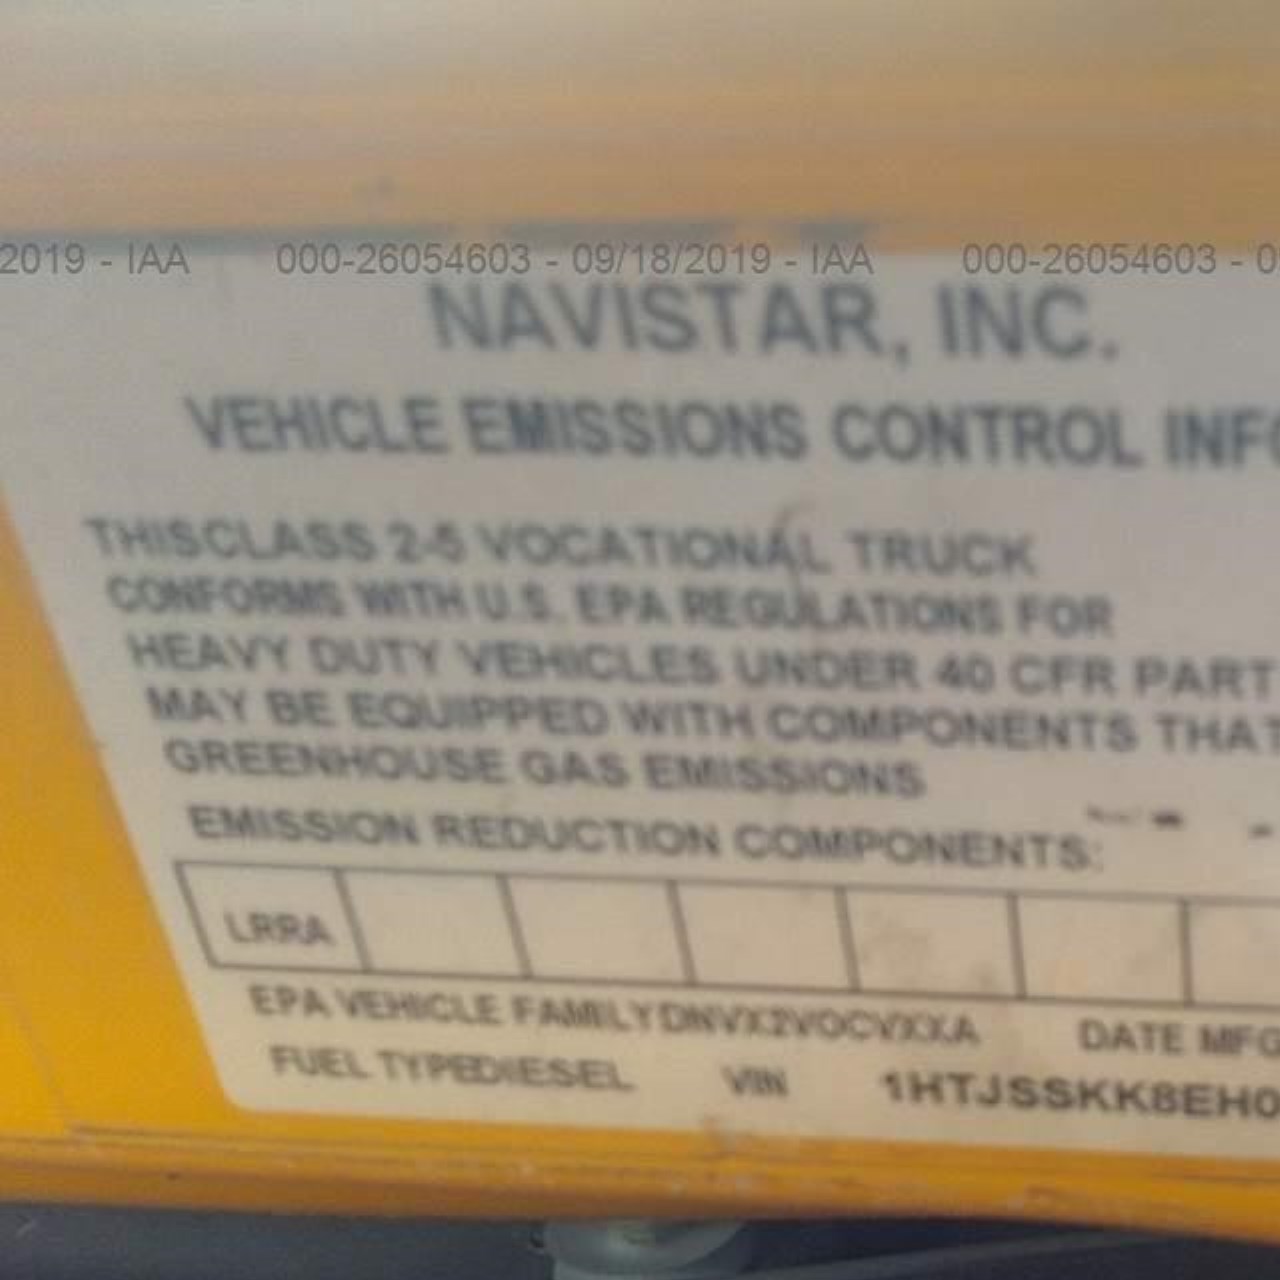 2019 - IAA 000-26054603 - 09/18/2019 - IAA 000-26054603 - 0
NAVISTAR, INC.
VEHICLE EMISSIONS CONTROL INFO
THISCLASS 2-5 VOCATIONAL TRUCK
CONFORMS WITH U.S. EPA REGULATIONS FOR
HEAVY DUTY VEHICLES UNDER 40 CFR PART
MAY BE EQUIPPED WITH COMPONENTS THAT
GREENHOUSE GAS EMISSIONS
EMISSION REDUCTION COMPONENTS:
LRRA
EPA VEHICLE FAMILYDNVX2VOCVXXA DATE MFG
FUEL TYPEDIESEL VIN 1HTJSSKK8EH0